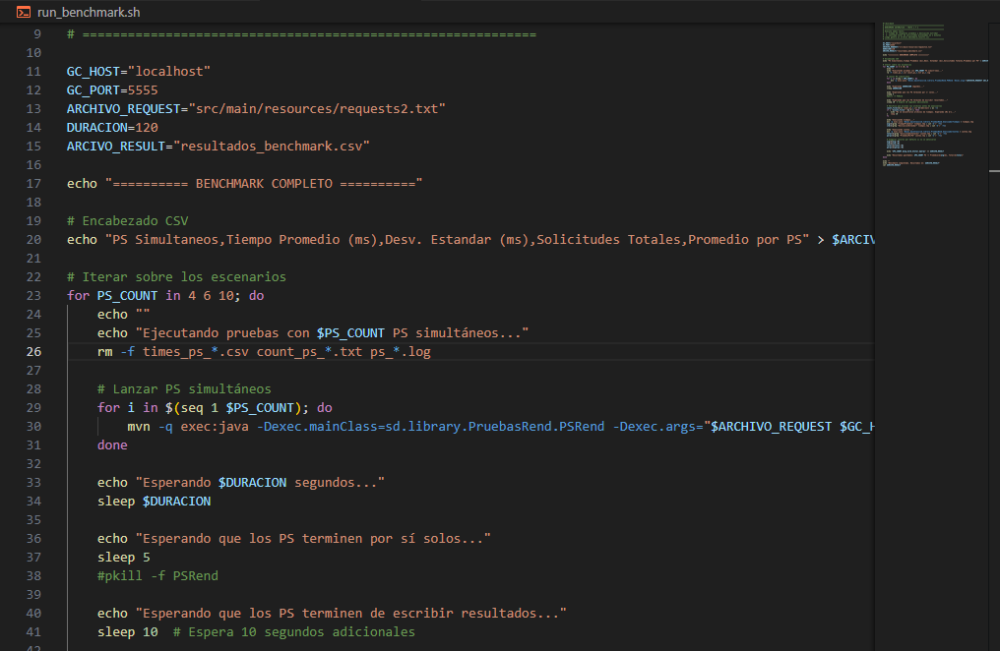 run_benchmark.sh
9 # ============================================================
10
11 GC_HOST="localhost"
12 GC_PORT=5555
13 ARCHIVO_REQUEST="src/main/resources/requests2.txt"
14 DURACION=120
15 ARCIVO_RESULT="resultados_benchmark.csv"
16
17 echo "========== BENCHMARK COMPLETO =========="
18
19 # Encabezado CSV
20 echo "PS Simultaneos,Tiempo Promedio (ms),Desv. Estandar (ms),Solicitudes Totales,Promedio por PS" > $ARCIV
21
22 # Iterar sobre los escenarios
23 for PS_COUNT in 4 6 10; do
24 echo ""
25 echo "Ejecutando pruebas con $PS_COUNT PS simultáneos..."
26 rm -f times_ps_*.csv count_ps_*.txt ps_*.log
27
28 # Lanzar PS simultáneos
29 for i in $(seq 1 $PS_COUNT); do
30 mvn -q exec:java -Dexec.mainClass=sd.library.PruebasRend.PSRend -Dexec.args="$ARCHIVO_REQUEST $GC_H
31 done
32
33 echo "Esperando $DURACION segundos..."
34 sleep $DURACION
35
36 echo "Esperando que los PS terminen por sí solos..."
37 sleep 5
38 #pkill -f PSRend
39
40 echo "Esperando que los PS terminen de escribir resultados..."
41 sleep 10 # Espera 10 segundos adicionales
42